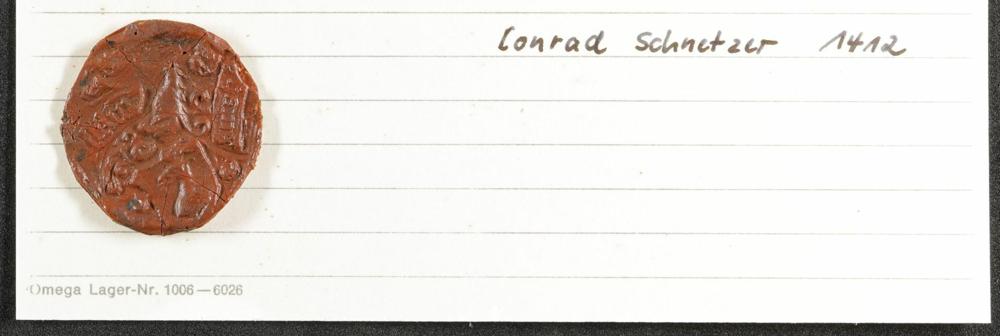 Conrad Schnetzer 1412
Omega Lager-Nr. 1006—6026